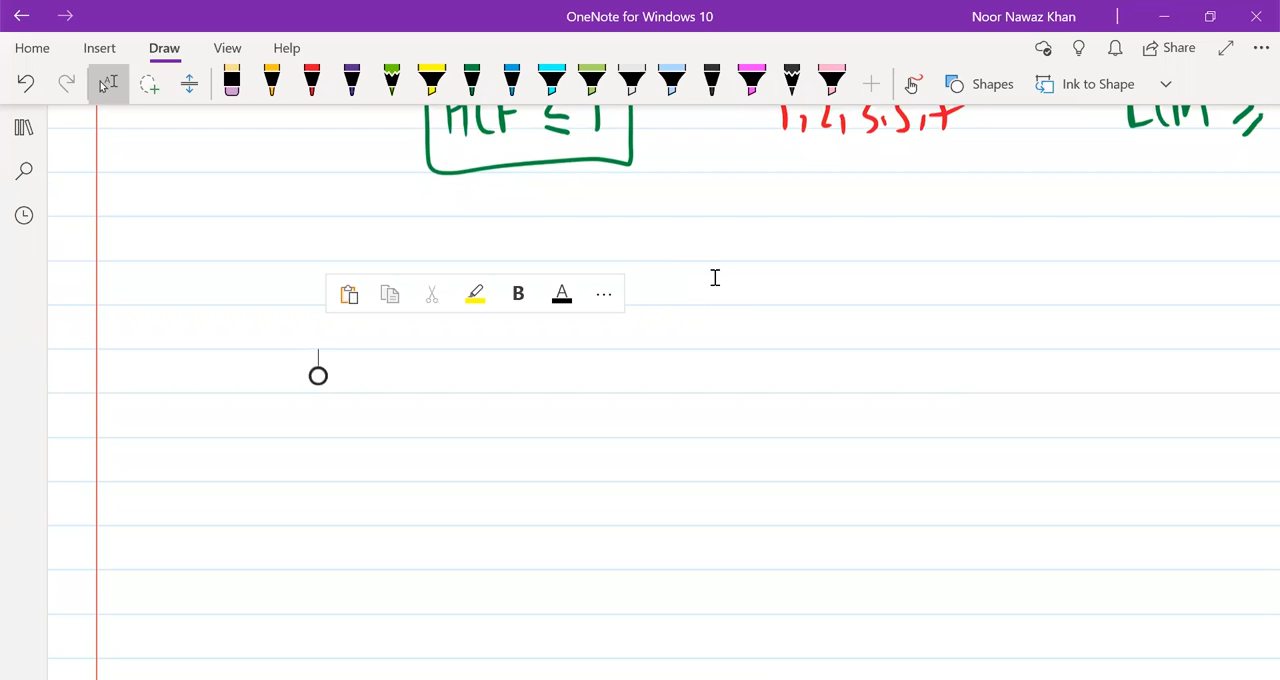 OneNote for Windows 10
Noor Nawaz Khan
Home Insert Draw View Help
Share
Shapes
Ink to Shape
HCF ≤ 1
LCM ≥
B
A